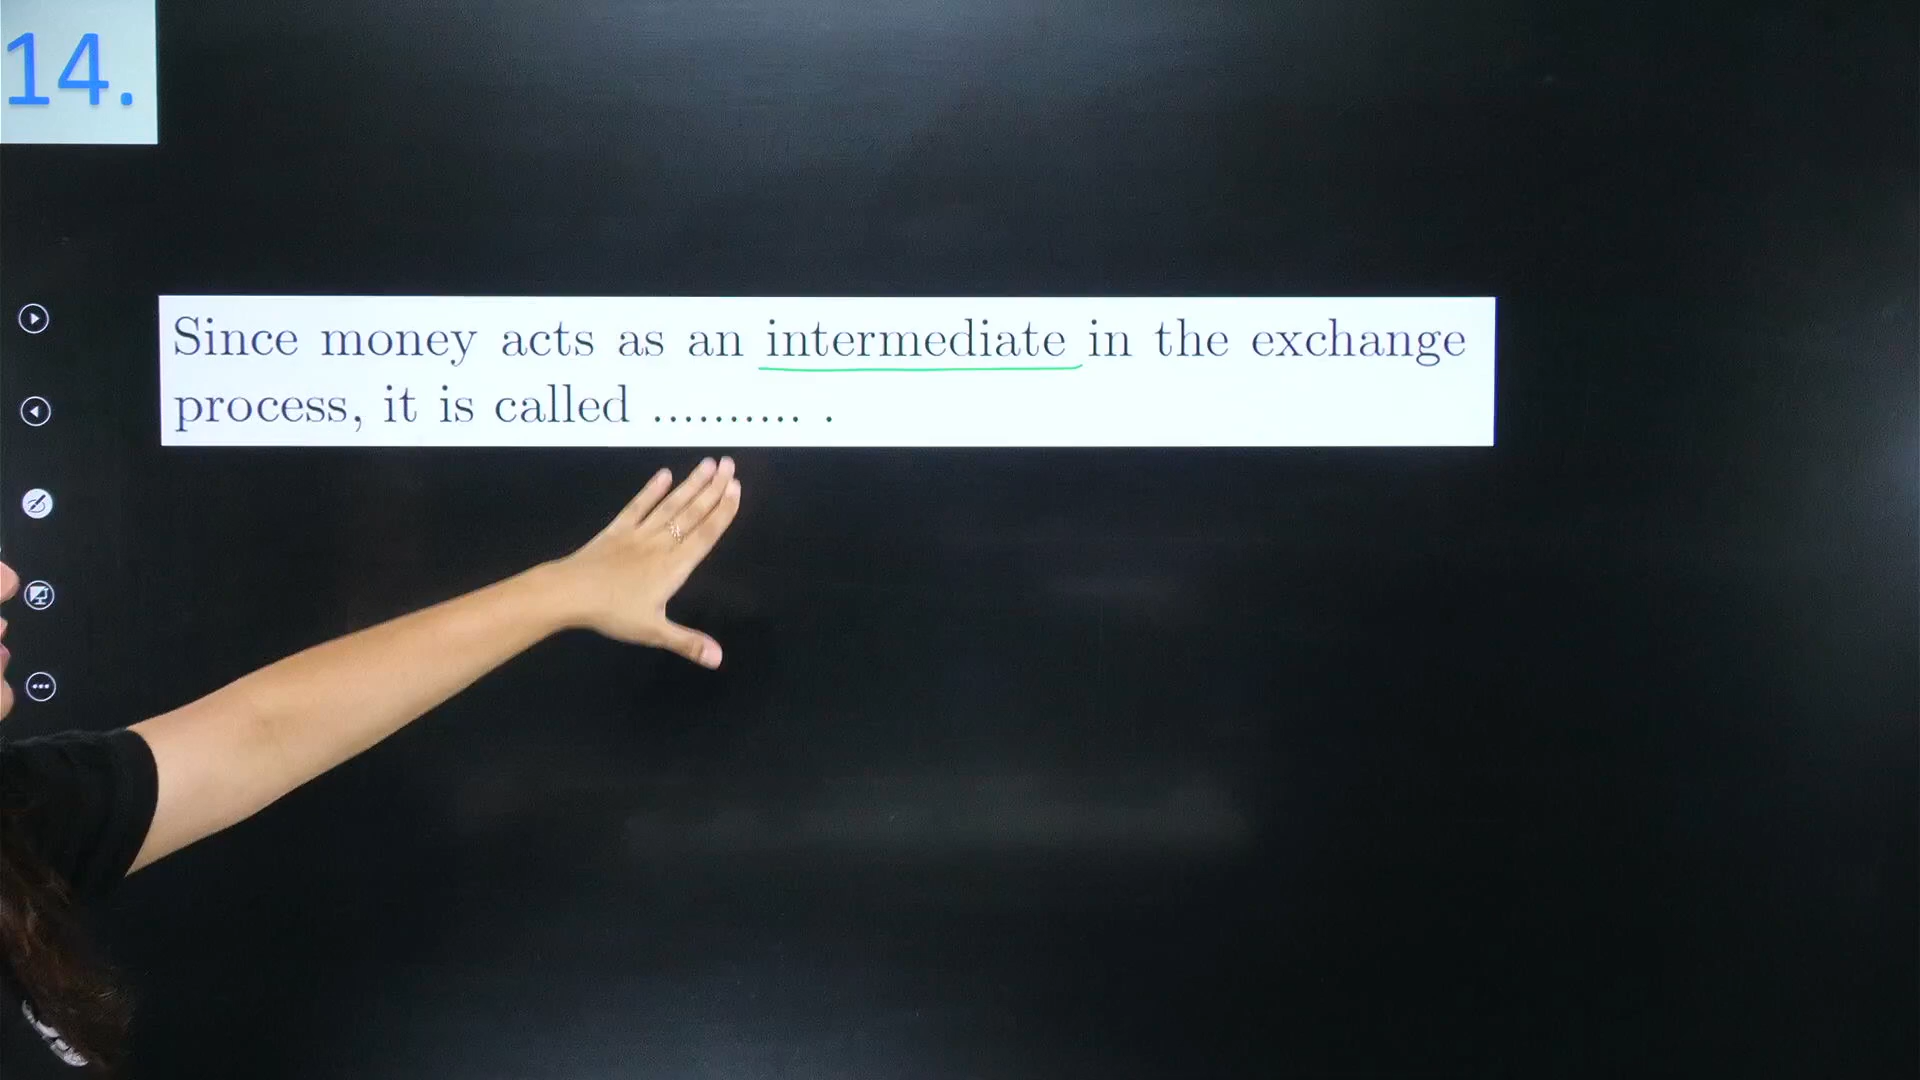 14.
Since money acts as an intermediate in the exchange
process, it is called .......... .